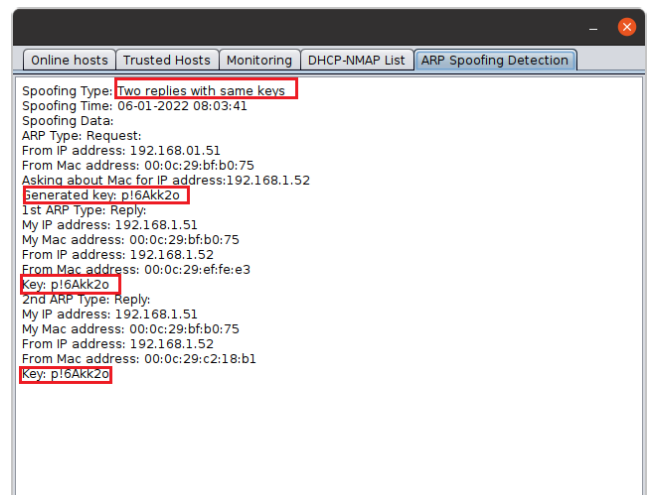 Online hosts
Trusted Hosts
Monitoring
DHCP-NMAP List
ARP Spoofing Detection
Spoofing Type: Two replies with same keys
Spoofing Time: 06-01-2022 08:03:41
Spoofing Data:
ARP Type: Request:
From IP address: 192.168.01.51
From Mac address: 00:0c:29:bf:b0:75
Asking about Mac for IP address:192.168.1.52
Generated key: p!6Akk2o
1st ARP Type: Reply:
My IP address: 192.168.1.51
My Mac address: 00:0c:29:bf:b0:75
From IP address: 192.168.1.52
From Mac address: 00:0c:29:ef:fe:e3
Key: p!6Akk2o
2nd ARP Type: Reply:
My IP address: 192.168.1.51
My Mac address: 00:0c:29:bf:b0:75
From IP address: 192.168.1.52
From Mac address: 00:0c:29:c2:18:b1
Key: p!6Akk2o